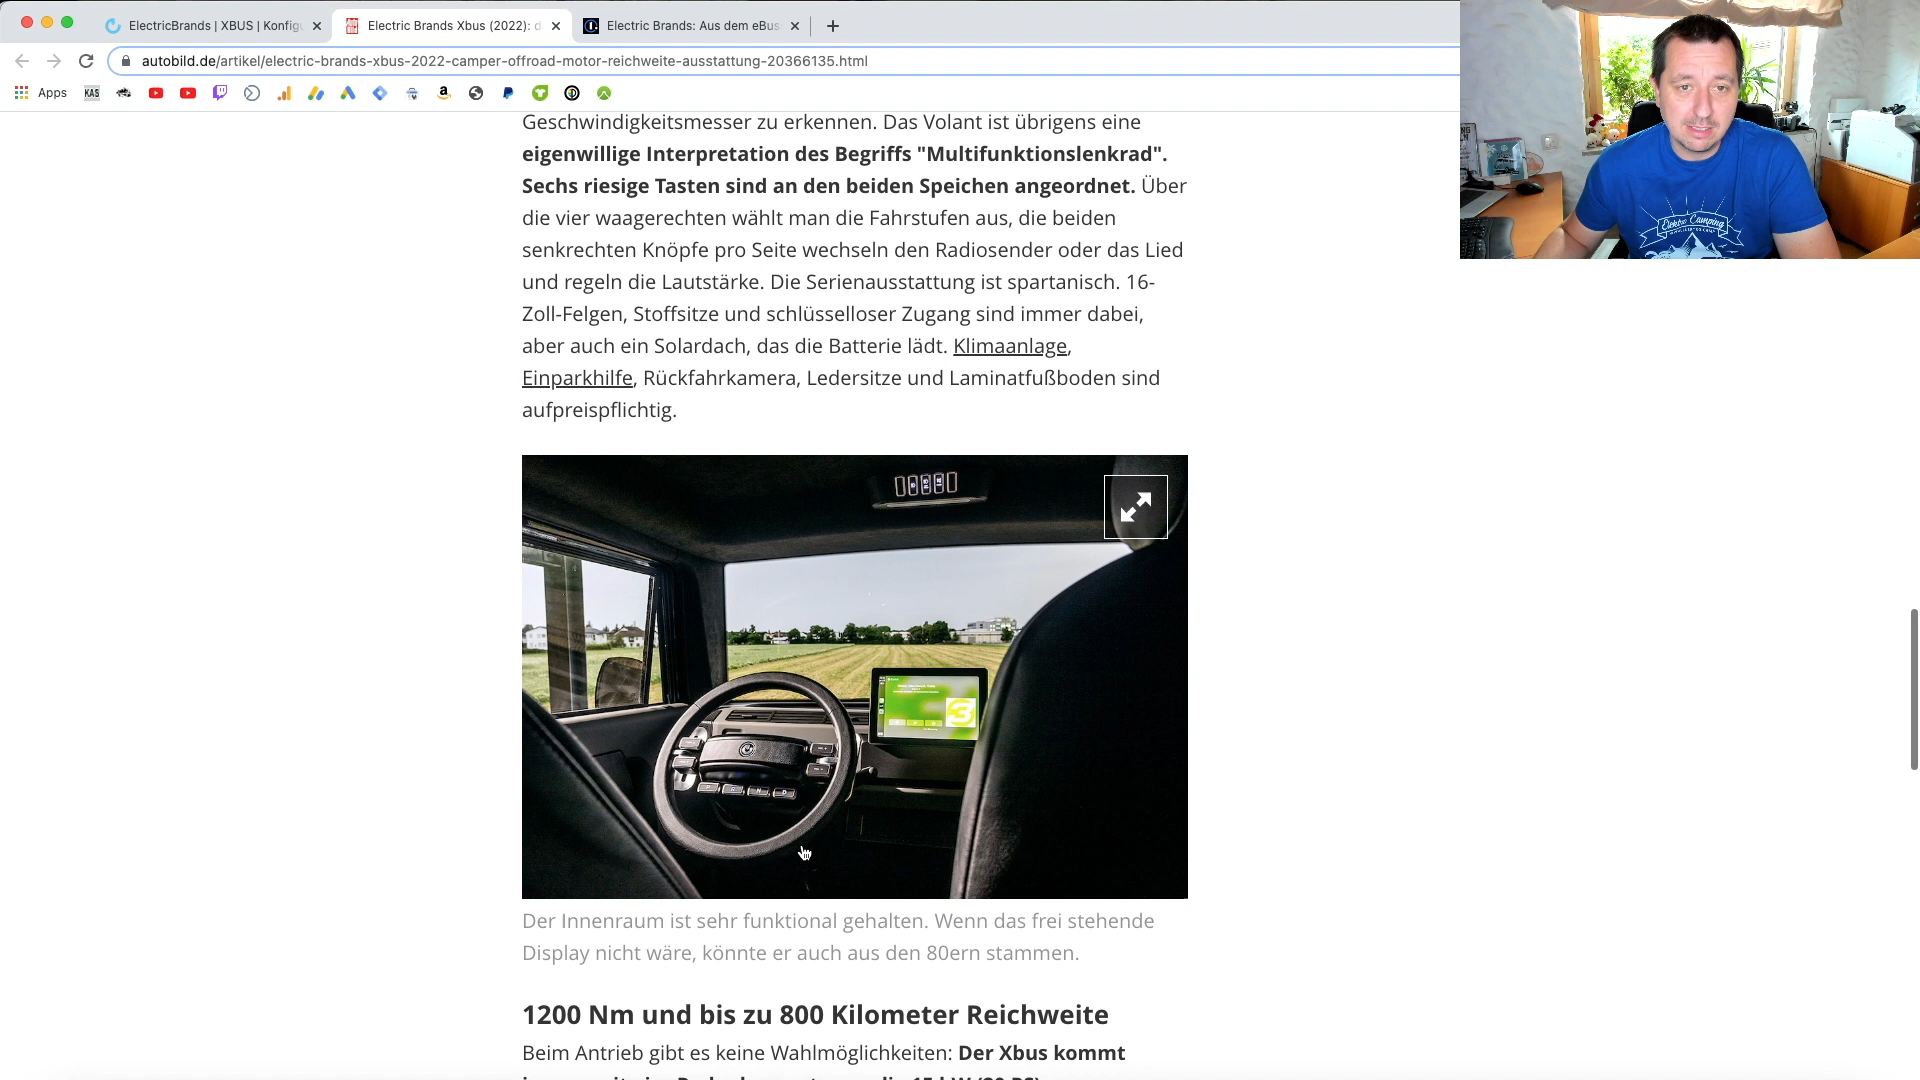 ElectricBrands | XBUS | Konfigu
Electric Brands Xbus (2022): d
Electric Brands: Aus dem eBus
autobild.de/artikel/electric-brands-xbus-2022-camper-offroad-motor-reichweite-ausstattung-20366135.html
Apps
KAS
Geschwindigkeitsmesser zu erkennen. Das Volant ist übrigens eine
eigenwillige Interpretation des Begriffs "Multifunktionslenkrad".
Sechs riesige Tasten sind an den beiden Speichen angeordnet. Über
die vier waagerechten wählt man die Fahrstufen aus, die beiden
senkrechten Knöpfe pro Seite wechseln den Radiosender oder das Lied
und regeln die Lautstärke. Die Serienausstattung ist spartanisch. 16-
Zoll-Felgen, Stoffsitze und schlüsselloser Zugang sind immer dabei,
aber auch ein Solardach, das die Batterie lädt. Klimaanlage,
Einparkhilfe, Rückfahrkamera, Ledersitze und Laminatfußboden sind
aufpreispflichtig.
P R N D
Der Innenraum ist sehr funktional gehalten. Wenn das frei stehende
Display nicht wäre, könnte er auch aus den 80ern stammen.
1200 Nm und bis zu 800 Kilometer Reichweite
Beim Antrieb gibt es keine Wahlmöglichkeiten: Der Xbus kommt
Elektro Camping